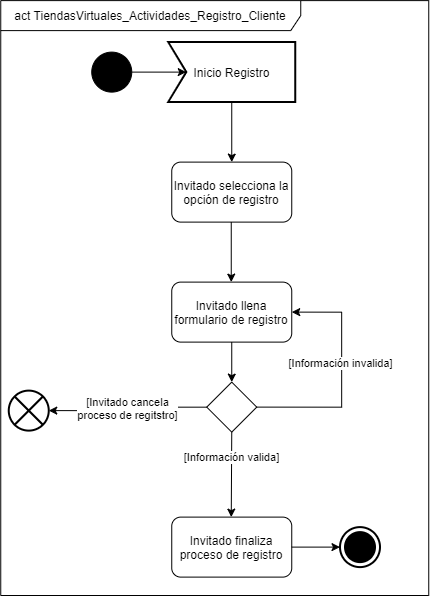 act TiendasVirtuales_Actividades_Registro_Cliente
Inicio Registro
Invitado selecciona la
opción de registro
Invitado llena
formulario de registro
[Información invalida]
[Invitado cancela
proceso de regitstro]
[Información valida]
Invitado finaliza
proceso de registro